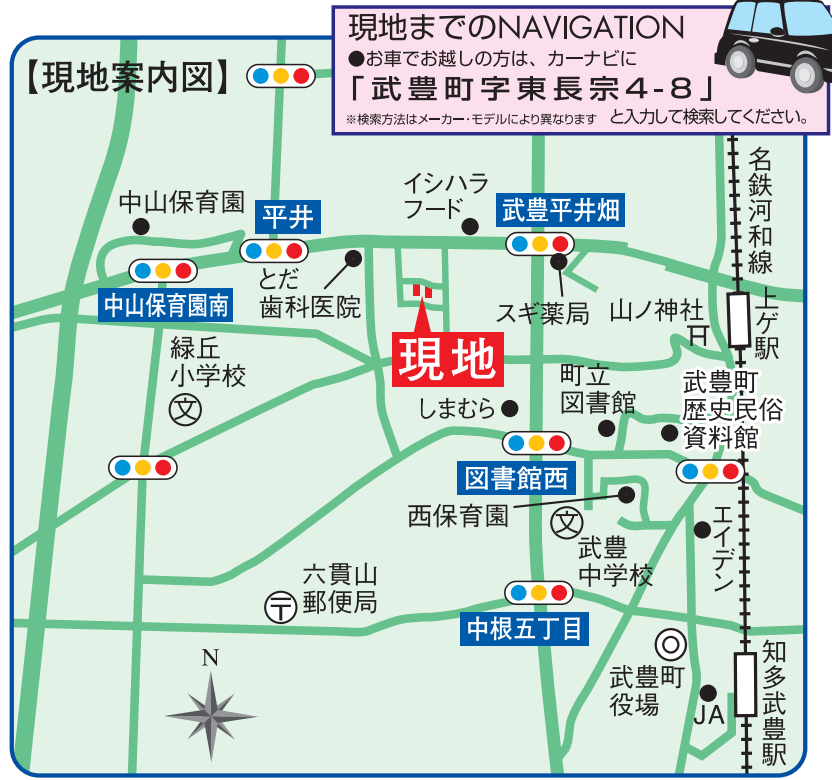 現地までのNAVIGATION
●お車でお越しの方は、カーナビに
「武豊町字東長宗4-8」
※検索方法はメーカー・モデルにより異なります と入力して検索してください。
【現地案内図】
名鉄河和線
中山保育園
平井
イシハラ
フード
武豊平井畑
中山保育園南
とだ
歯科医院
スギ薬局
山ノ神社
上ゲ駅
現地
緑丘
小学校
文
しまむら
町立
図書館
武豊町
歴史民俗
資料館
図書館西
西保育園
文
武豊
中学校
エイデン
六貫山
郵便局
〒
中根五丁目
N
武豊町
役場
JA
知多武豊駅